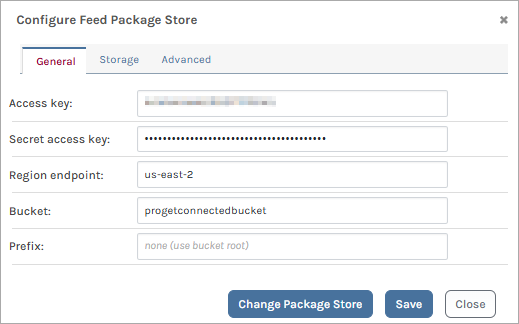 Configure Feed Package Store
General Storage Advanced
Access key:
Secret access key: ••••••••••••••••••••••••••••••••••••••••
Region endpoint: us-east-2
Bucket: progetconnectedbucket
Prefix: none (use bucket root)
Change Package Store Save Close